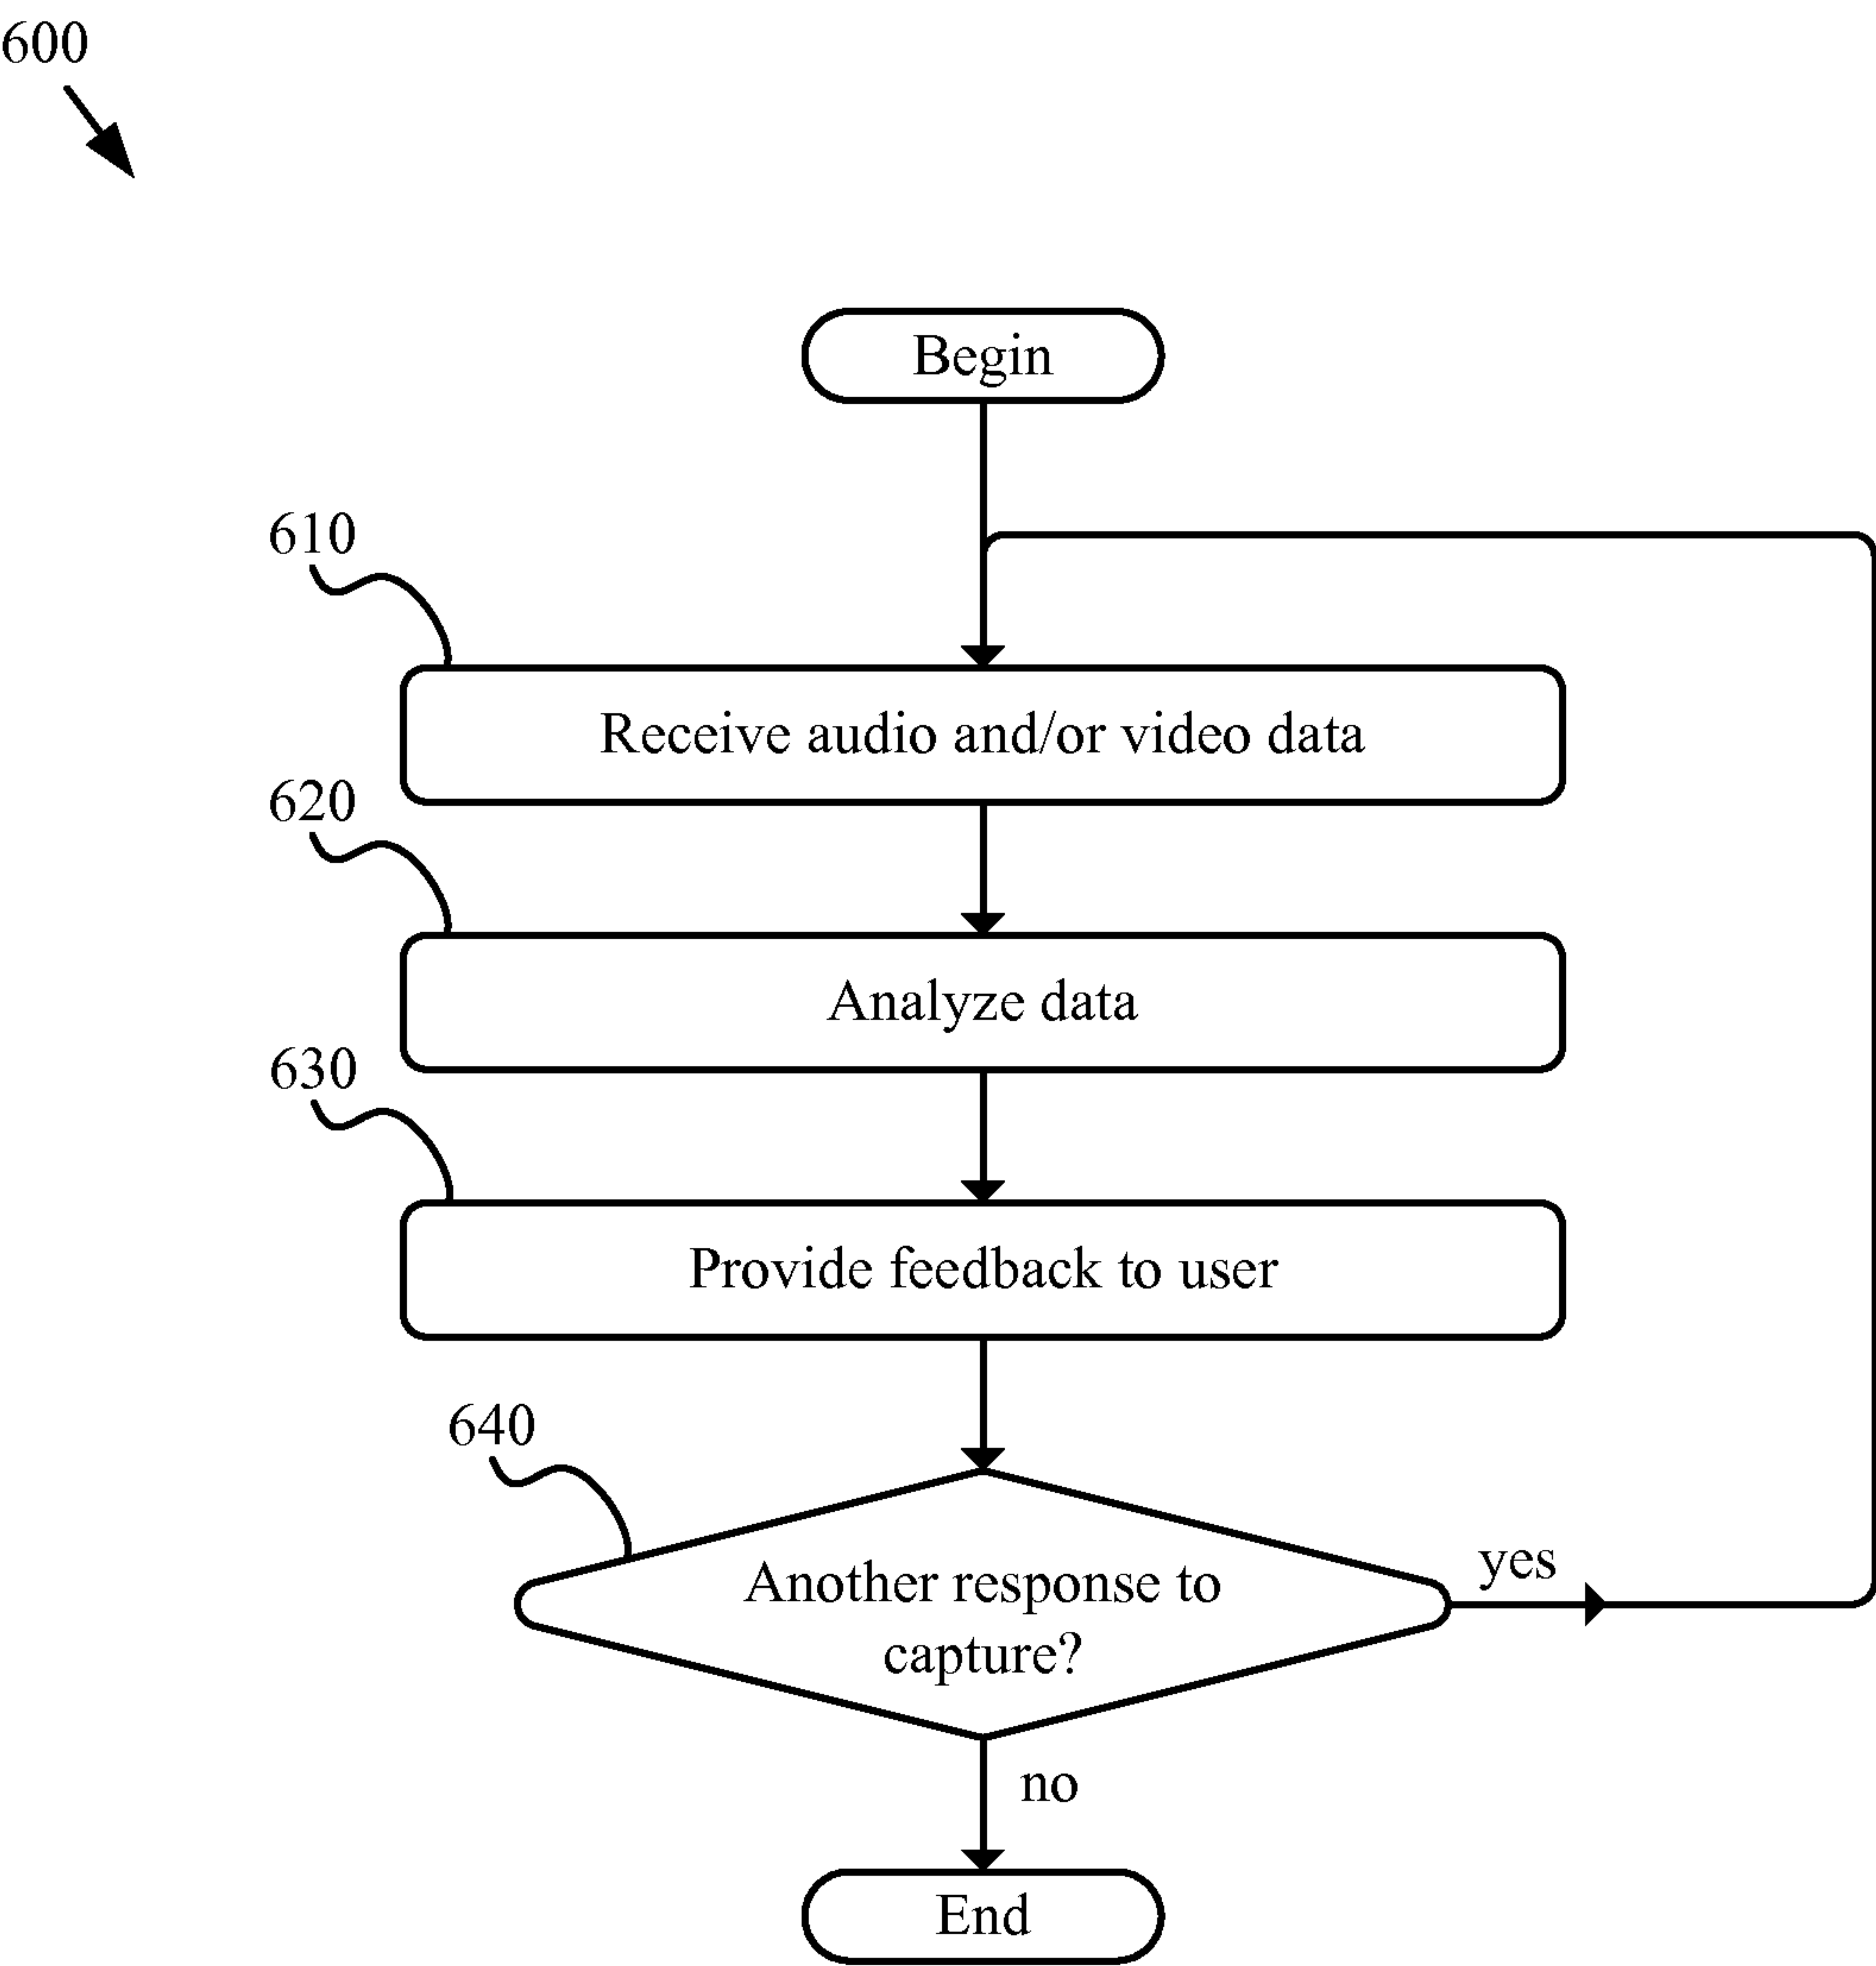 600
Begin
610
Receive audio and/or video data
620
Analyze data
630
Provide feedback to user
640
Another response to
capture?
yes
no
End